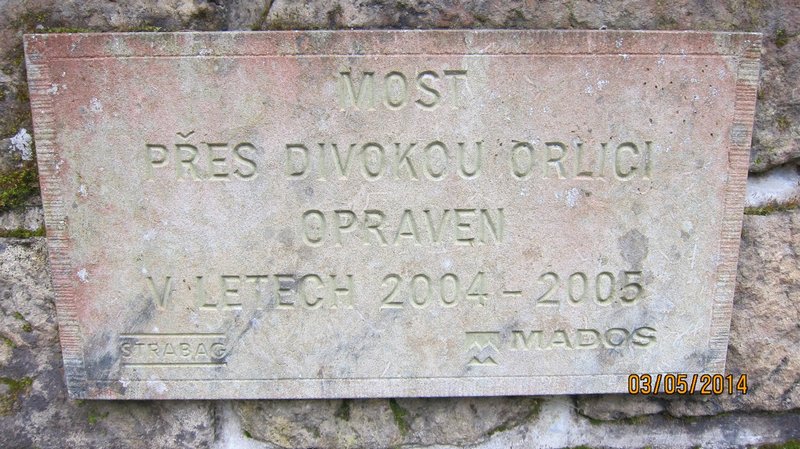 MOST
PŘES DIVOKOU ORLICI
OPRAVEN
V LETECH 2004 - 2005
STRABAG MADOS
03/05/2014